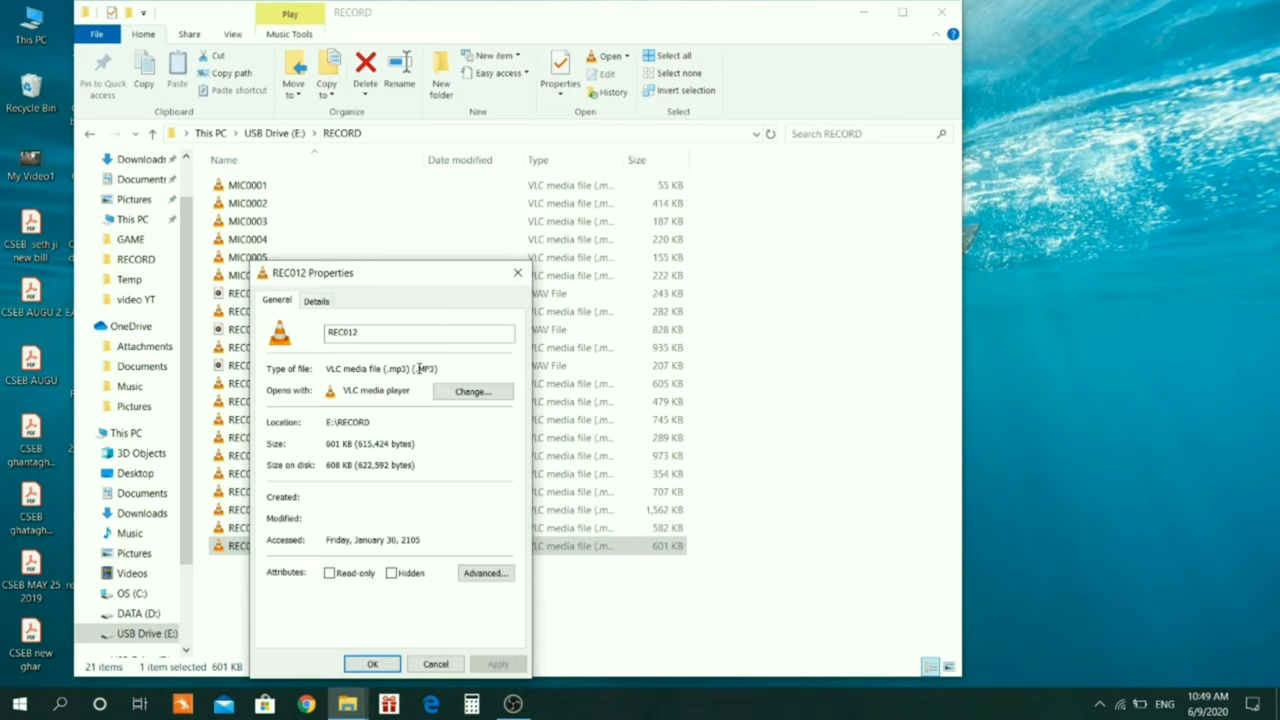 This PC
Recycle Bin
My Video1
CSEB seth ji
new bill
CSEB AUGU 2
CSEB AUGU
CSEB
ghantagh...
CSEB
ghatagh...
CSEB MAY 25
2019
CSEB new
ghar
Play
RECORD
File
Home
Share
View
Music Tools
Pin to Quick
access
Copy
Paste
Cut
Copy path
Paste shortcut
Clipboard
Move
to
Copy
to
Delete
Rename
Organize
New
folder
New item
Easy access
New
Properties
Open
Edit
History
Open
Select all
Select none
Invert selection
Select
This PC > USB Drive (E:) > RECORD
Search RECORD
Downloads
Documents
Pictures
This PC
GAME
RECORD
Temp
video YT
OneDrive
Attachments
Documents
Music
Pictures
This PC
3D Objects
Desktop
Documents
Downloads
Music
Pictures
Videos
OS (C:)
DATA (D:)
USB Drive (E:)
Name Date modified Type Size
MIC0001 VLC media file (.m... 55 KB
MIC0002 VLC media file (.m... 414 KB
MIC0003 VLC media file (.m... 187 KB
MIC0004 VLC media file (.m... 220 KB
MIC0005 VLC media file (.m... 155 KB
MIC VLC media file (.m... 222 KB
REC WAV File 243 KB
REC VLC media file (.m... 282 KB
REC WAV File 828 KB
REC VLC media file (.m... 935 KB
REC WAV File 207 KB
REC VLC media file (.m... 605 KB
REC VLC media file (.m... 479 KB
REC VLC media file (.m... 745 KB
REC VLC media file (.m... 289 KB
REC VLC media file (.m... 973 KB
REC VLC media file (.m... 354 KB
REC VLC media file (.m... 707 KB
REC VLC media file (.m... 1,562 KB
REC VLC media file (.m... 582 KB
REC VLC media file (.m... 601 KB
REC012 Properties
General Details
REC012
Type of file: VLC media file (.mp3) (.MP3)
Opens with: VLC media player Change...
Location: E:\RECORD
Size: 601 KB (615,424 bytes)
Size on disk: 608 KB (622,592 bytes)
Created:
Modified:
Accessed: Friday, January 30, 2105
Attributes: Read-only Hidden Advanced...
OK Cancel Apply
21 items 1 item selected 601 KB
ENG
10:49 AM
6/9/2020